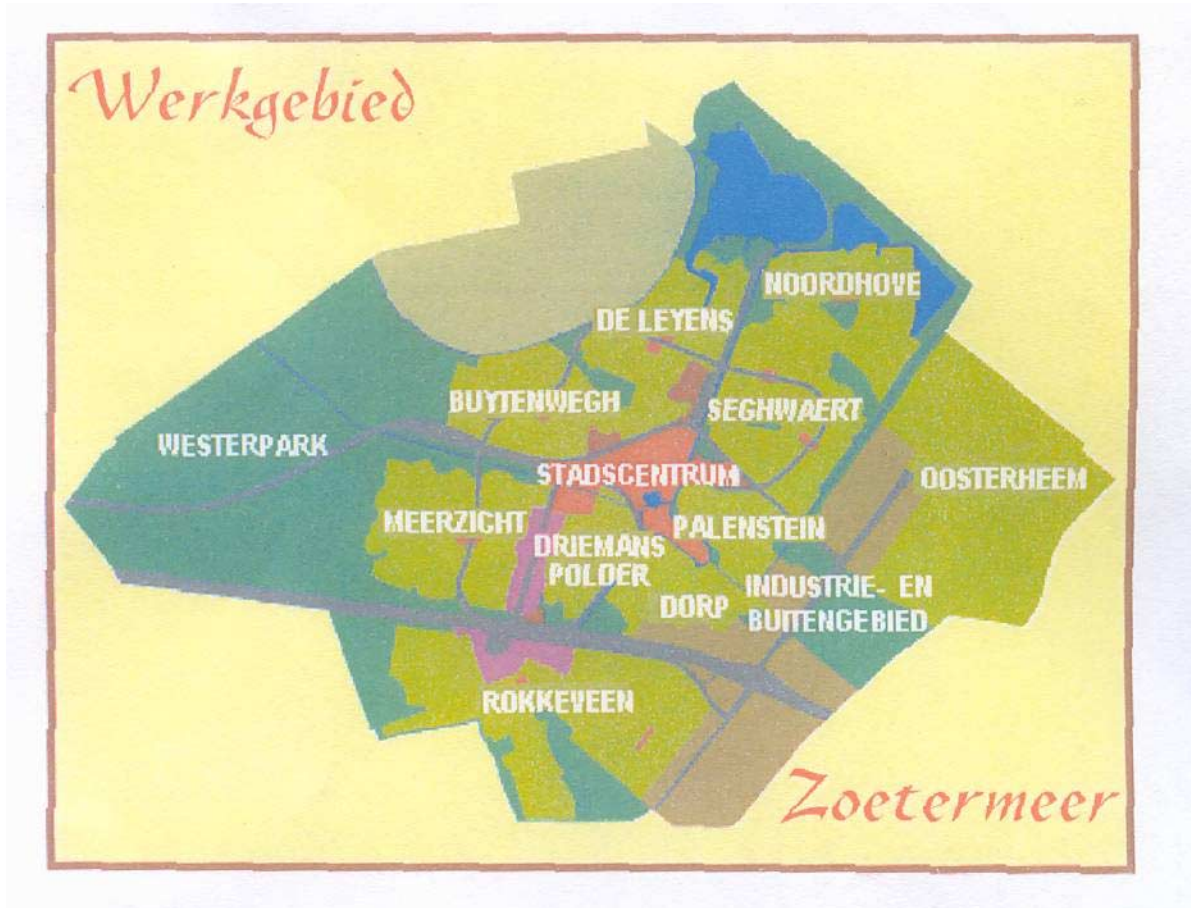 Werkgebied
NOORDHOVE
DE LEYENS
BUYTENWEGH
SEGHWAERT
WESTERPARK
STADSCENTRUM
OOSTERHEEM
MEERZICHT
PALENSTEIN
DRIEMANS
POLDER
DORP
INDUSTRIE- EN
BUITENGEBIED
ROKKEVEEN
Zoetermeer